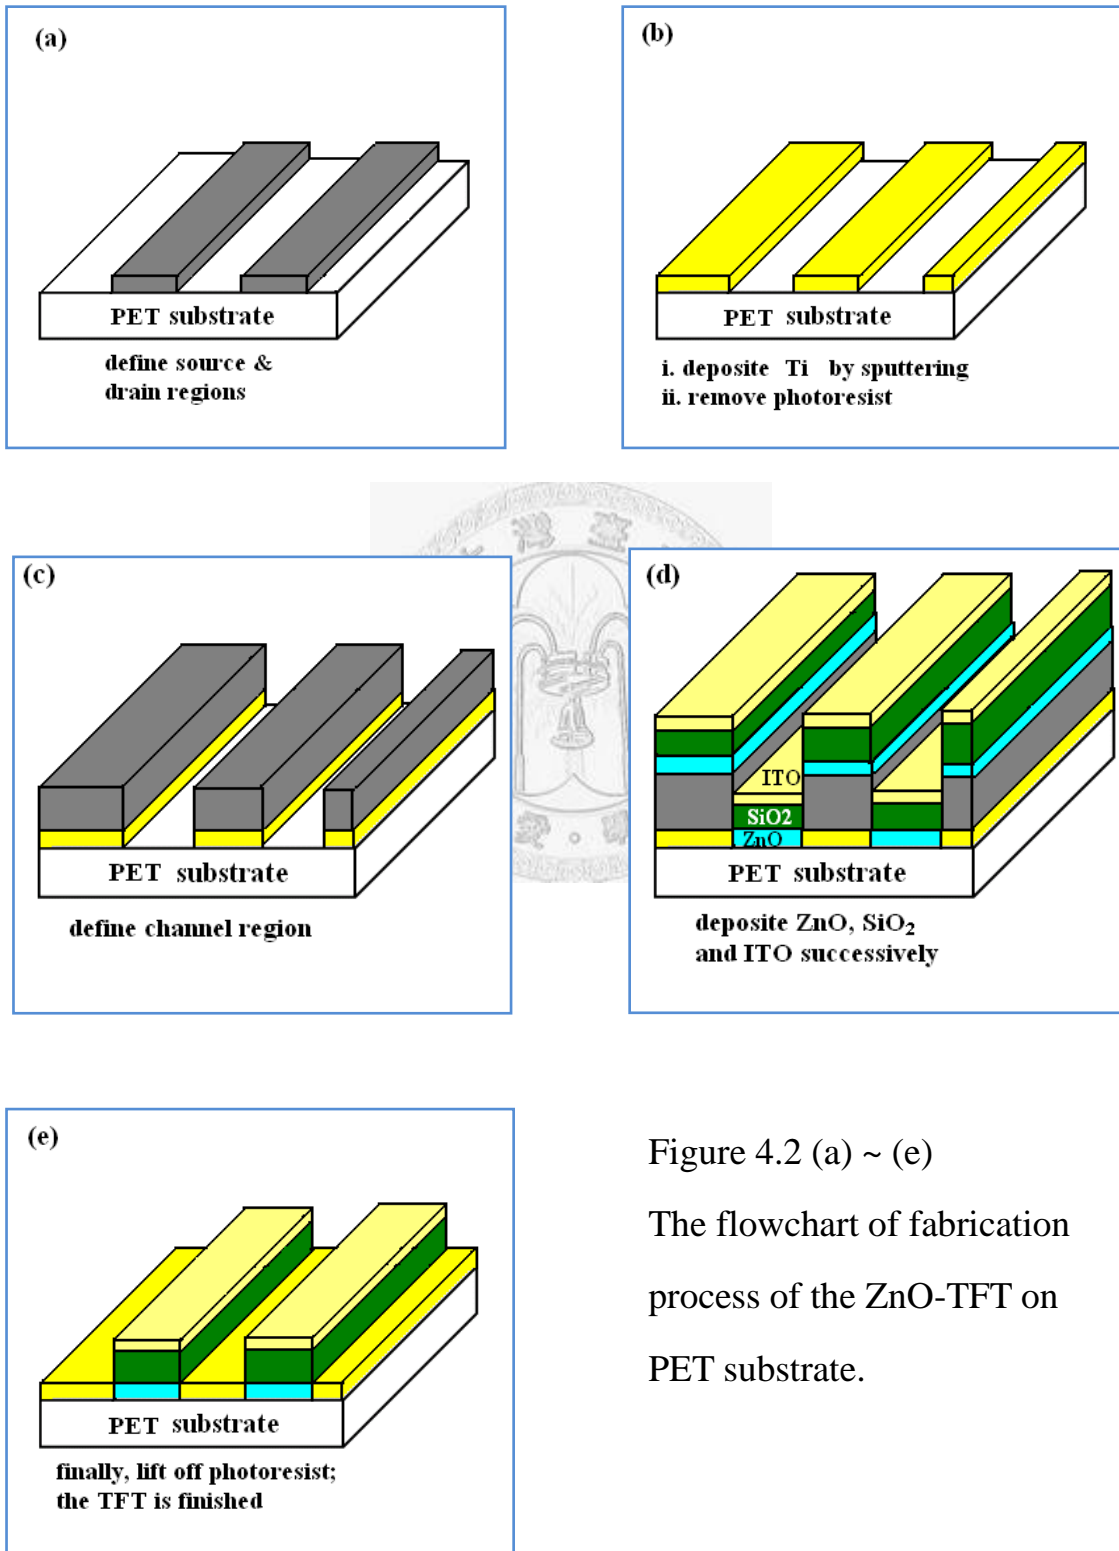 (a)
PET substrate
define source &
drain regions
(b)
PET substrate
i. deposite Ti by sputtering
ii. remove photoresist
(c)
PET substrate
define channel region
(d)
ITO
SiO2
ZnO
PET substrate
deposite ZnO, SiO₂
and ITO successively
(e)
PET substrate
finally, lift off photoresist;
the TFT is finished
Figure 4.2 (a) ~ (e)
The flowchart of fabrication
process of the ZnO-TFT on
PET substrate.